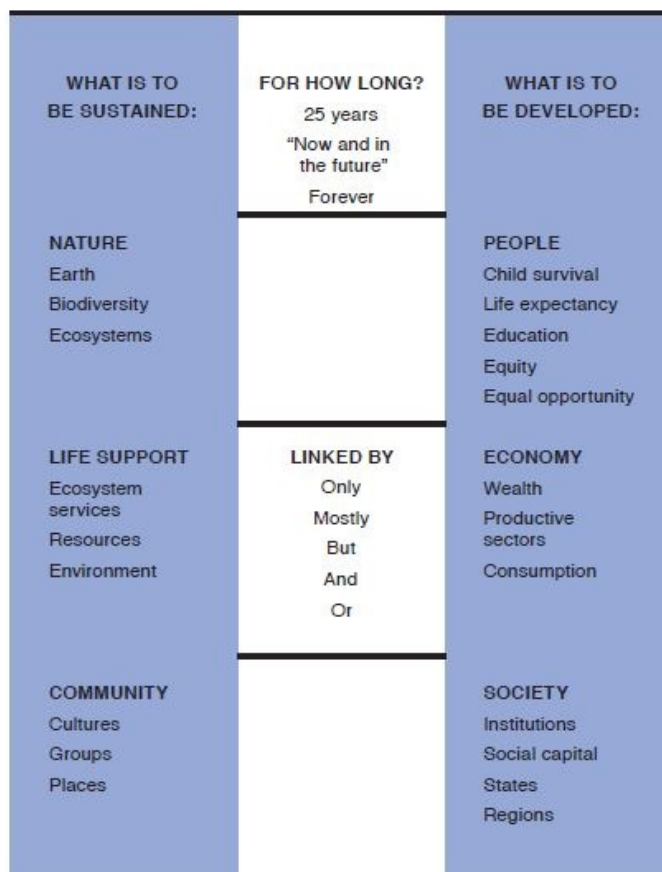 WHAT IS TO
BE SUSTAINED:
FOR HOW LONG?
25 years
“Now and in
the future”
Forever
WHAT IS TO
BE DEVELOPED:
NATURE
Earth
Biodiversity
Ecosystems
PEOPLE
Child survival
Life expectancy
Education
Equity
Equal opportunity
LIFE SUPPORT
Ecosystem
services
Resources
Environment
LINKED BY
Only
Mostly
But
And
Or
ECONOMY
Wealth
Productive
sectors
Consumption
COMMUNITY
Cultures
Groups
Places
SOCIETY
Institutions
Social capital
States
Regions